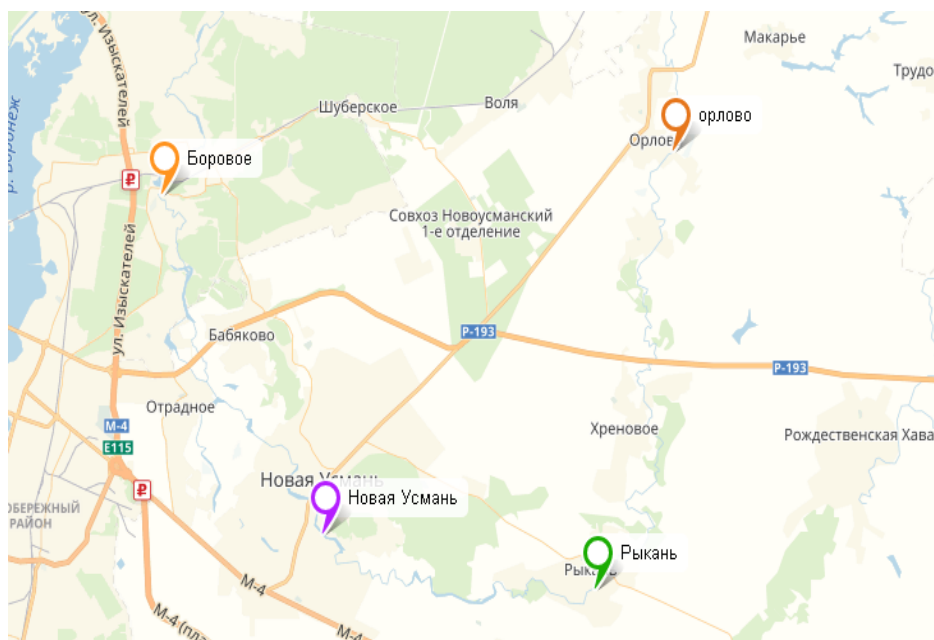 ул. Изыскателей
р. Воронеж
Макарье
Трудо
Шуберское
Воля
орлово
Орлов
Боровое
Совхоз Новоусманский
1-е отделение
ул. Изыскателей
Бабяково
Р-193
Р-193
Отрадное
М-4
Е115
Хреновое
Рождественская Хава
Новая Усмань
Новая Усмань
ОБЕРЕЖНЫЙ
РАЙОН
Рыкань
Рыкань
М-4
М-4 (пла
М-4